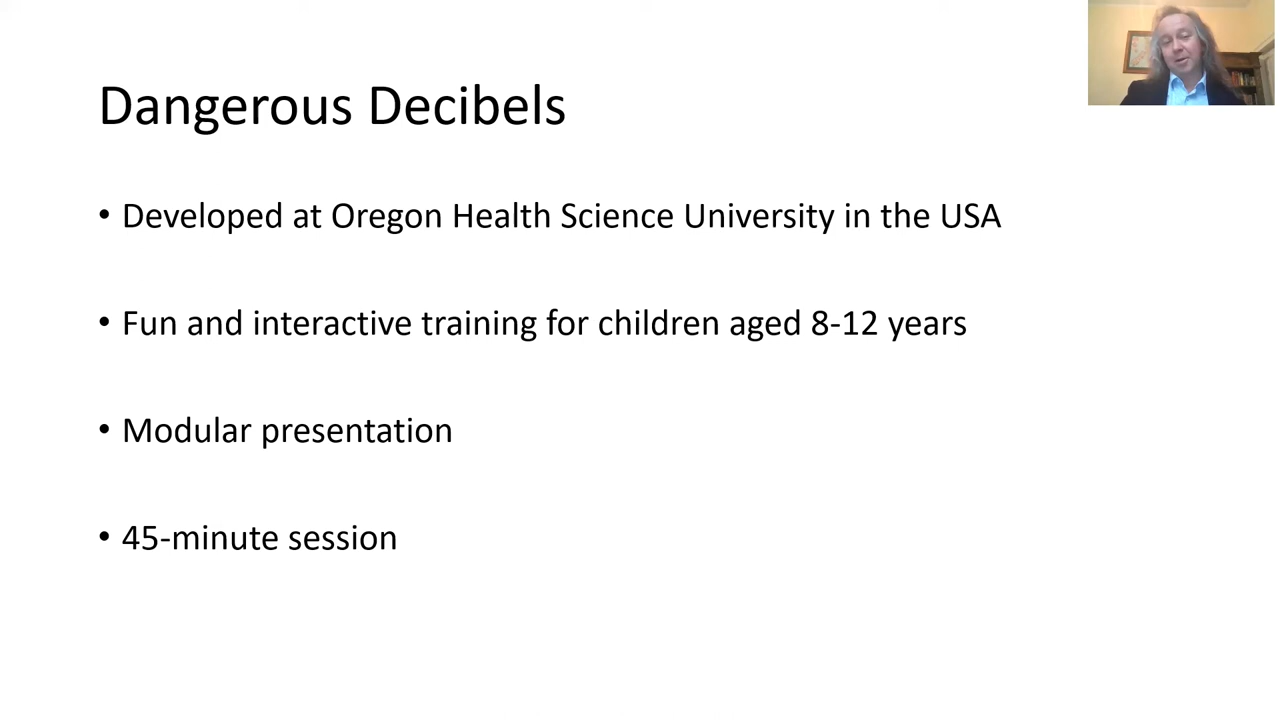 Dangerous Decibels
• Developed at Oregon Health Science University in the USA
• Fun and interactive training for children aged 8-12 years
• Modular presentation
• 45-minute session